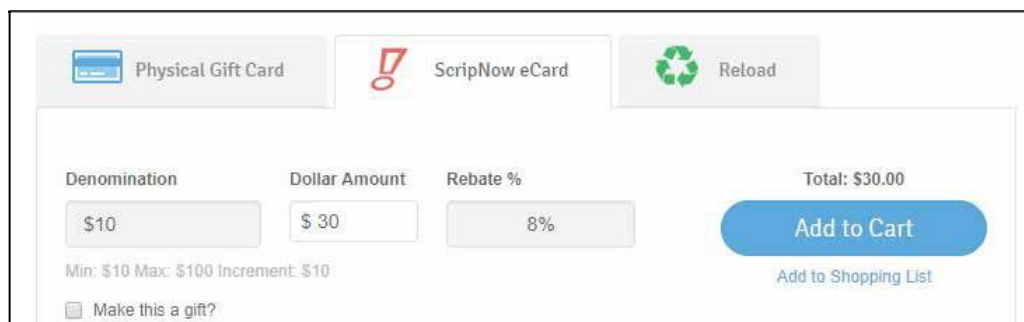 Physical Gift Card
ScripNow eCard
Reload
Denomination
Dollar Amount
Rebate %
Total: $30.00
$10
$ 30
8%
Add to Cart
Min: $10 Max: $100 Increment: $10
Add to Shopping List
Make this a gift?